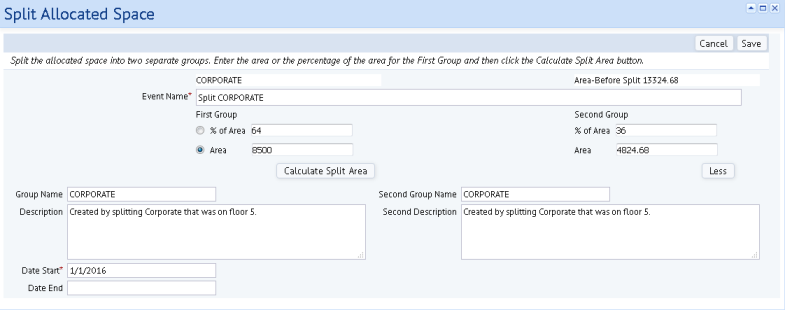 Split Allocated Space
Cancel Save
Split the allocated space into two separate groups. Enter the area or the percentage of the area for the First Group and then click the Calculate Split Area button.
CORPORATE Area-Before Split 13324.68
Event Name* Split CORPORATE
First Group Second Group
% of Area 64 % of Area 36
Area 8500 Area 4824.68
Calculate Split Area Less
Group Name CORPORATE Second Group Name CORPORATE
Description Created by splitting Corporate that was on floor 5. Second Description Created by splitting Corporate that was on floor 5.
Date Start* 1/1/2016
Date End